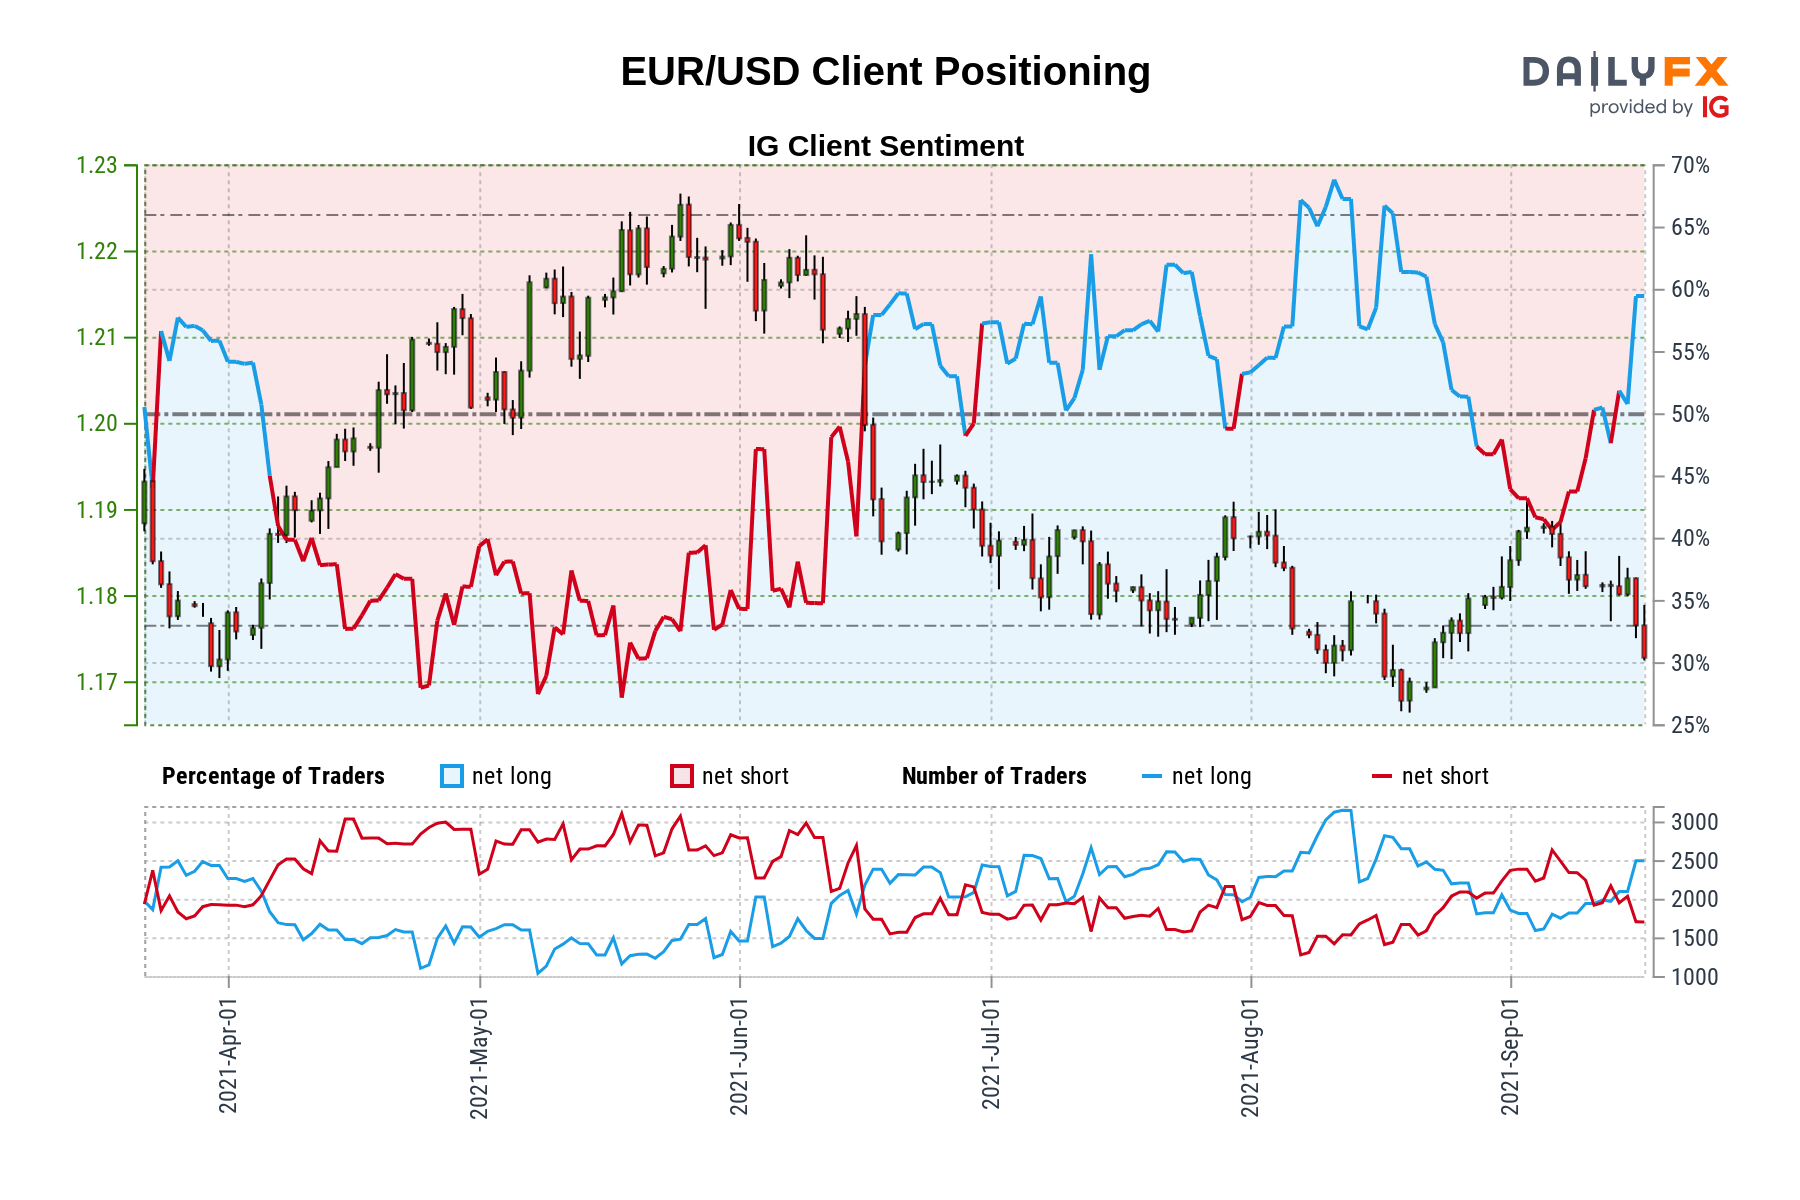 EUR/USD Client Positioning
DAILYFX
provided by IG
IG Client Sentiment
1.23
1.22
1.21
1.20
1.19
1.18
1.17
70%
65%
60%
55%
50%
45%
40%
35%
30%
25%
Percentage of Traders net long net short Number of Traders net long net short
3000
2500
2000
1500
1000
2021-Apr-01
2021-May-01
2021-Jun-01
2021-Jul-01
2021-Aug-01
2021-Sep-01